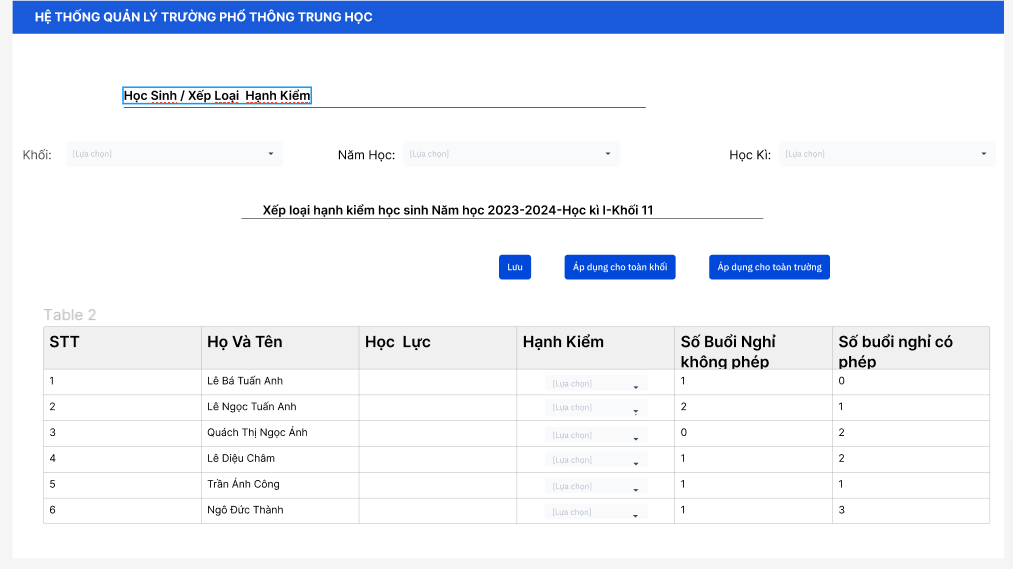 HỆ THỐNG QUẢN LÝ TRƯỜNG PHỔ THÔNG TRUNG HỌC
Học Sinh / Xếp Loại Hạnh Kiểm
Khối: [Lựa chọn] Năm Học: [Lựa chọn] Học Kì: [Lựa chọn]
Xếp loại hạnh kiểm học sinh Năm học 2023-2024-Học kì I-Khối 11
Lưu Áp dụng cho toàn khối Áp dụng cho toàn trường
Table 2
STT Họ Và Tên Học Lực Hạnh Kiểm Số Buổi Nghỉ không phép Số buổi nghỉ có phép
1 Lê Bá Tuấn Anh [Lựa chọn] 1 0
2 Lê Ngọc Tuấn Anh [Lựa chọn] 2 1
3 Quách Thị Ngọc Ánh [Lựa chọn] 0 2
4 Lê Diệu Châm [Lựa chọn] 1 2
5 Trần Ánh Công [Lựa chọn] 1 1
6 Ngô Đức Thành [Lựa chọn] 1 3